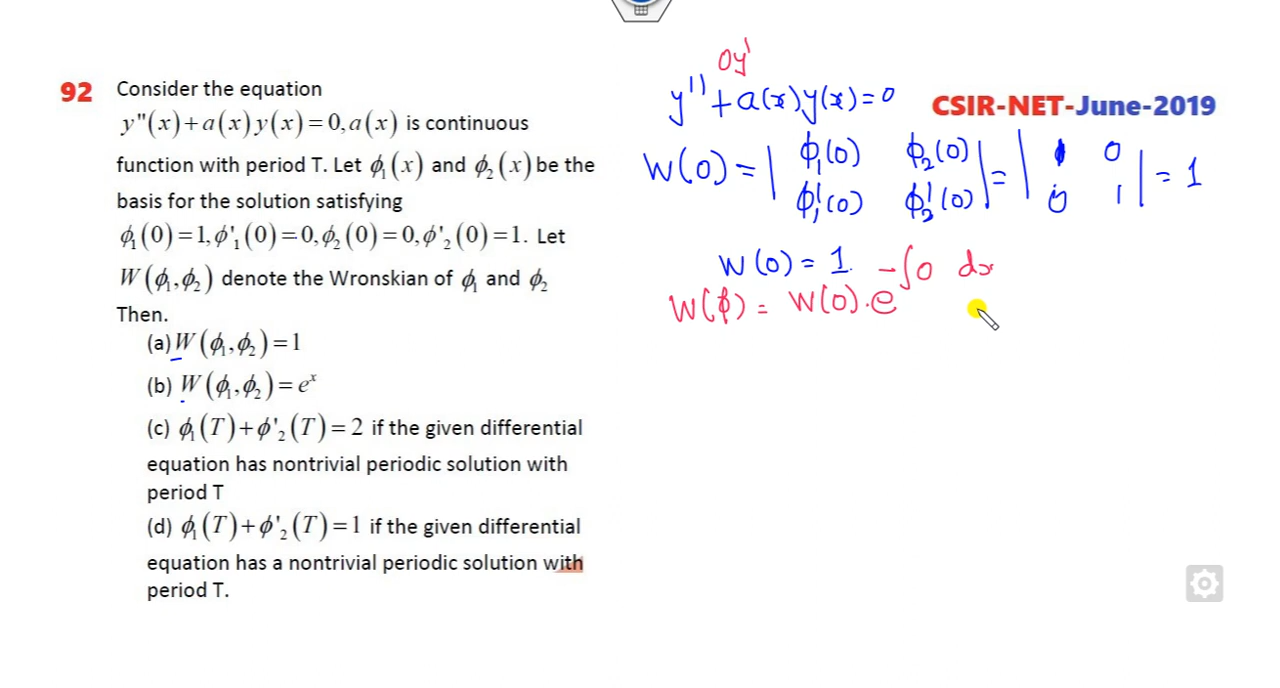 92 Consider the equation
y"(x)+a(x)y(x)=0,a(x) is continuous
function with period T. Let ϕ₁(x) and ϕ₂(x) be the
basis for the solution satisfying
ϕ₁(0)=1,ϕ'₁(0)=0,ϕ₂(0)=0,ϕ'₂(0)=1. Let
W(ϕ₁,ϕ₂) denote the Wronskian of ϕ₁ and ϕ₂
Then.
(a) W(ϕ₁,ϕ₂)=1
(b) W(ϕ₁,ϕ₂)=eˣ
(c) ϕ₁(T)+ϕ'₂(T)=2 if the given differential
equation has nontrivial periodic solution with
period T
(d) ϕ₁(T)+ϕ'₂(T)=1 if the given differential
equation has a nontrivial periodic solution with
period T.
CSIR-NET-June-2019
0y'
y''+a(x)y(x)=0
W(0)=| ϕ₁(0) ϕ₂(0) |=| 1 0 |=1
ϕ₁'(0) ϕ₂'(0) 0 1
W(0)=1.
W(ϕ)= W(0).e^-∫0 dx